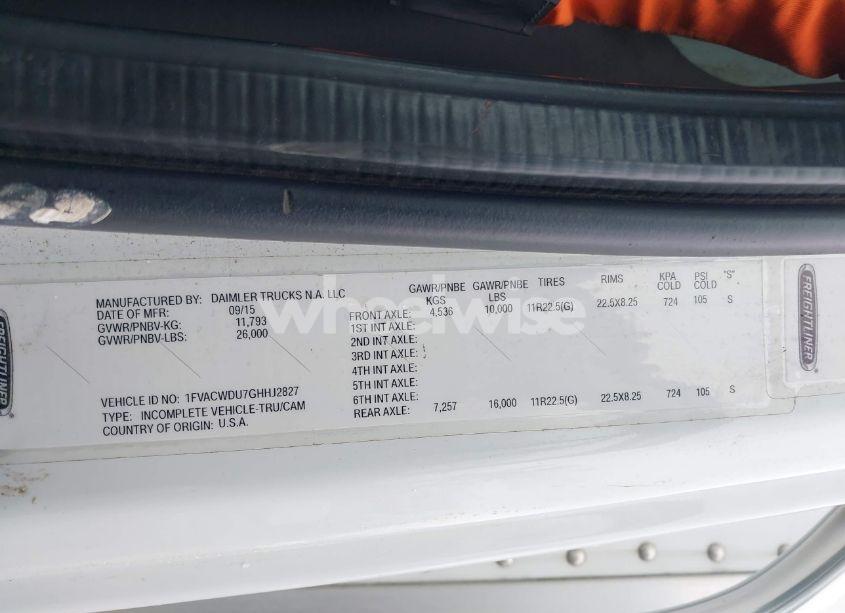 FREIGHTLINER
MANUFACTURED BY: DAIMLER TRUCKS N.A. LLC
DATE OF MFR: 09/15
GVWR/PNBV-KG: 11,793
GVWR/PNBV-LBS: 26,000
VEHICLE ID NO: 1FVACWDU7GHHJ2827
TYPE: INCOMPLETE VEHICLE-TRU/CAM
COUNTRY OF ORIGIN: U.S.A.
GAWR/PNBE KGS GAWR/PNBE LBS TIRES RIMS KPA COLD PSI COLD "S"
FRONT AXLE: 4,536 10,000 11R22.5(G) 22.5X8.25 724 105 S
1ST INT AXLE:
2ND INT AXLE:
3RD INT AXLE:
4TH INT AXLE:
5TH INT AXLE:
6TH INT AXLE:
REAR AXLE: 7,257 16,000 11R22.5(G) 22.5X8.25 724 105 S
FREIGHTLINER
wheelwise